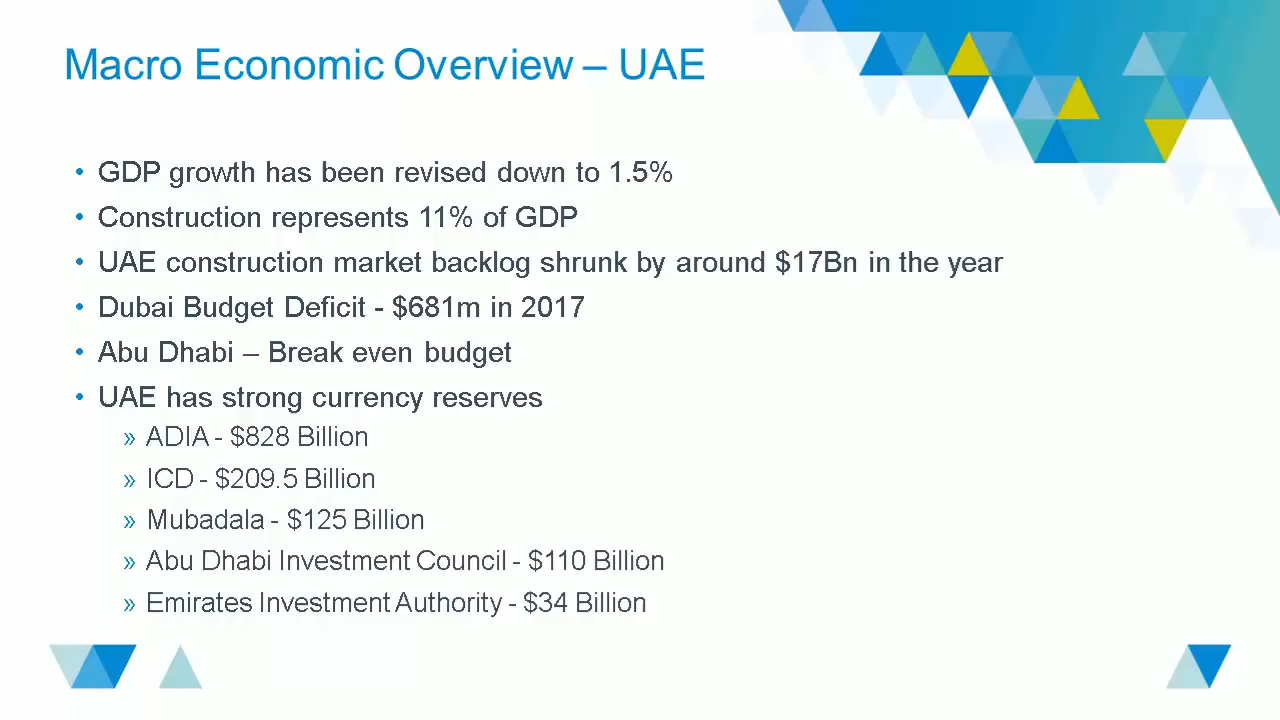 Macro Economic Overview – UAE
• GDP growth has been revised down to 1.5%
• Construction represents 11% of GDP
• UAE construction market backlog shrunk by around $17Bn in the year
• Dubai Budget Deficit - $681m in 2017
• Abu Dhabi – Break even budget
• UAE has strong currency reserves
» ADIA - $828 Billion
» ICD - $209.5 Billion
» Mubadala - $125 Billion
» Abu Dhabi Investment Council - $110 Billion
» Emirates Investment Authority - $34 Billion